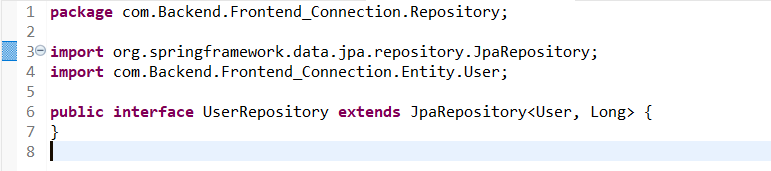 1 package com.Backend.Frontend_Connection.Repository;
2
3 import org.springframework.data.jpa.repository.JpaRepository;
4 import com.Backend.Frontend_Connection.Entity.User;
5
6 public interface UserRepository extends JpaRepository<User, Long> {
7 }
8